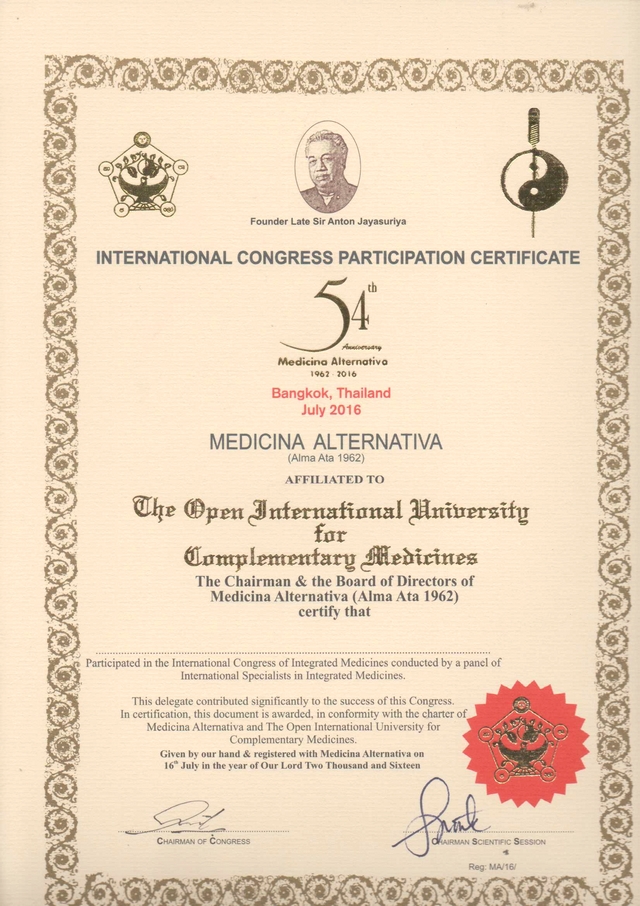 Founder Late Sir Anton Jayasuriya
INTERNATIONAL CONGRESS PARTICIPATION CERTIFICATE
54th
Anniversary
Medicina Alternativa
1962 - 2016
Bangkok, Thailand
July 2016
MEDICINA ALTERNATIVA
(Alma Ata 1962)
AFFILIATED TO
The Open International University
for
Complementary Medicines
The Chairman & the Board of Directors of
Medicina Alternativa (Alma Ata 1962)
certify that
Participated in the International Congress of Integrated Medicines conducted by a panel of
International Specialists in Integrated Medicines.
This delegate contributed significantly to the success of this Congress.
In certification, this document is awarded, in conformity with the charter of
Medicina Alternativa and The Open International University for
Complementary Medicines.
Given by our hand & registered with Medicina Alternativa on
16th July in the year of Our Lord Two Thousand and Sixteen
CHAIRMAN OF CONGRESS
CHAIRMAN SCIENTIFIC SESSION
Reg: MA/16/